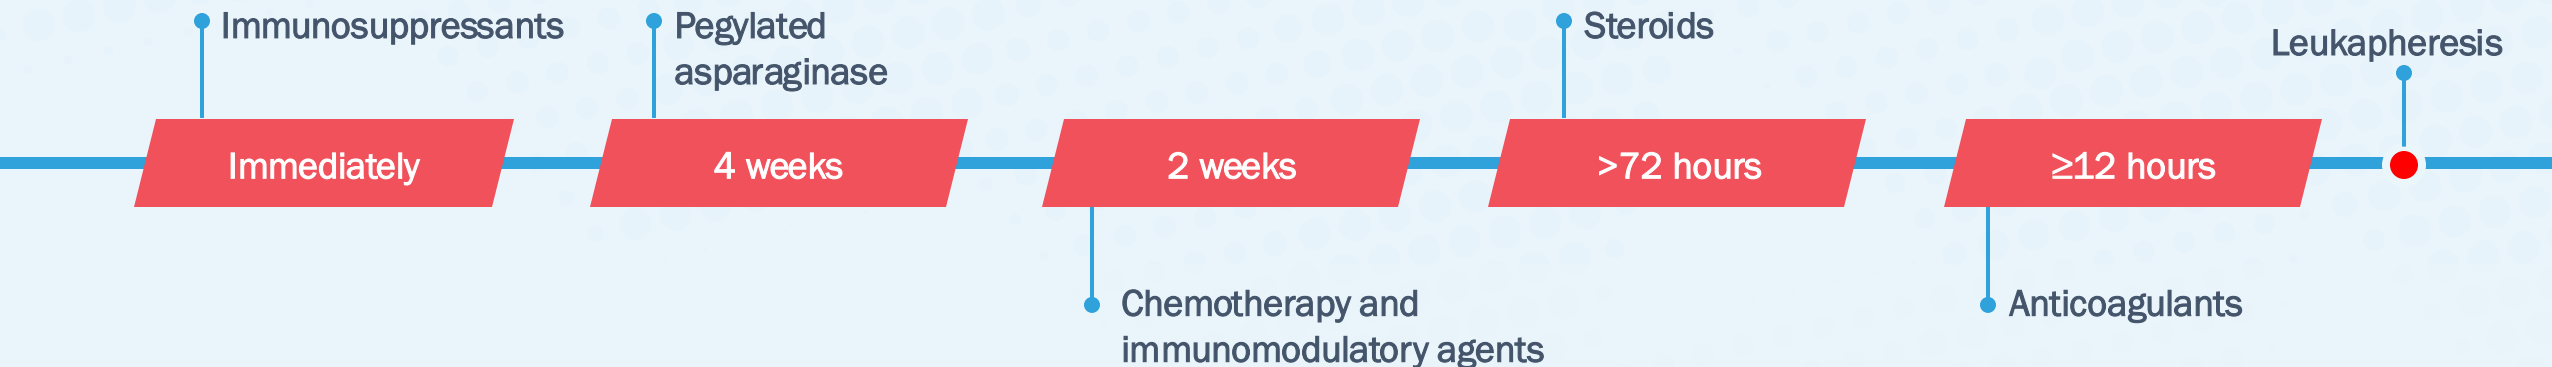 Immunosuppressants
Pegylated
asparaginase
Steroids
Leukapheresis
Immediately
4 weeks
2 weeks
>72 hours
≥12 hours
Chemotherapy and
immunomodulatory agents
Anticoagulants